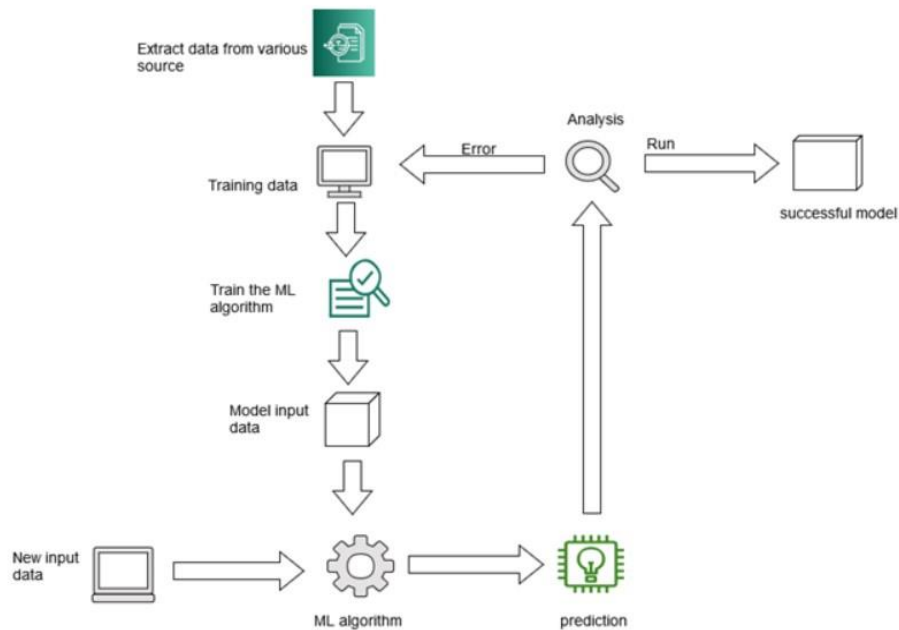 Extract data from various
source
Analysis
Error
Run
Training data
successful model
Train the ML
algorithm
Model input
data
New input
data
ML algorithm
prediction